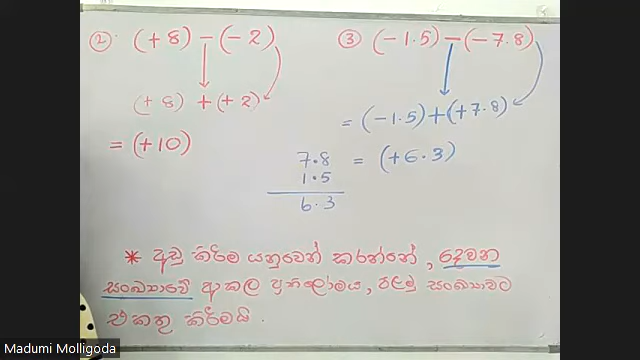 ② (+8) – (-2)
③ (-1.5) – (-7.8)
(+8) + (+2)
= (+10)
= (-1.5) + (+7.8)
= (+6.3)
7.8
1.5
6.3
* අඩු කිරීම යනුවෙන් කරන්නේ, දෙවන
සංඛ්‍යාවේ ආකල ප්‍රතිලෝමය, පළමු සංඛ්‍යාවට
එකතු කිරීමයි.
Madumi Molligoda